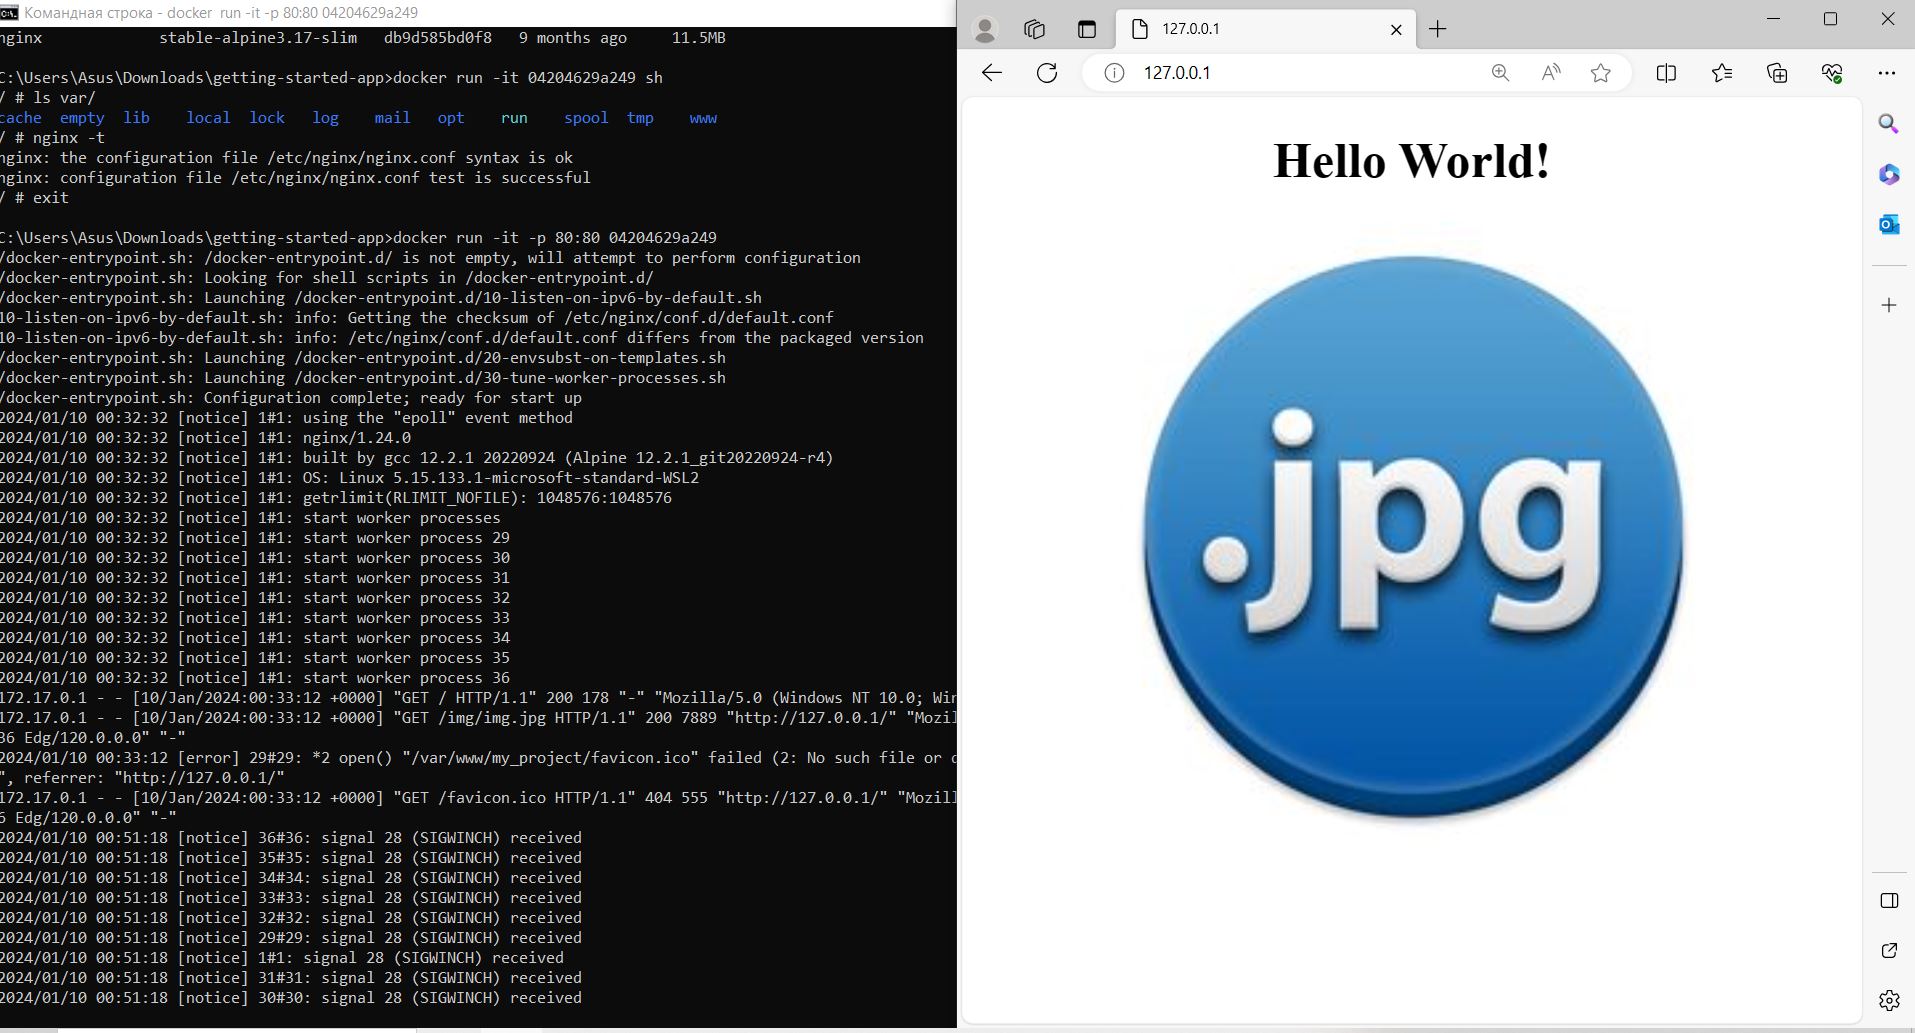 Командная строка - docker  run -it -p 80:80 04204629a249
nginx             stable-alpine3.17-slim   db9d585bd0f8   9 months ago     11.5MB
C:\Users\Asus\Downloads\getting-started-app>docker run -it 04204629a249 sh
/ # ls var/
cache  empty  lib    local  lock   log    mail   opt    run    spool  tmp    www
/ # nginx -t
nginx: the configuration file /etc/nginx/nginx.conf syntax is ok
nginx: configuration file /etc/nginx/nginx.conf test is successful
/ # exit
C:\Users\Asus\Downloads\getting-started-app>docker run -it -p 80:80 04204629a249
/docker-entrypoint.sh: /docker-entrypoint.d/ is not empty, will attempt to perform configuration
/docker-entrypoint.sh: Looking for shell scripts in /docker-entrypoint.d/
/docker-entrypoint.sh: Launching /docker-entrypoint.d/10-listen-on-ipv6-by-default.sh
10-listen-on-ipv6-by-default.sh: info: Getting the checksum of /etc/nginx/conf.d/default.conf
10-listen-on-ipv6-by-default.sh: info: /etc/nginx/conf.d/default.conf differs from the packaged version
/docker-entrypoint.sh: Launching /docker-entrypoint.d/20-envsubst-on-templates.sh
/docker-entrypoint.sh: Launching /docker-entrypoint.d/30-tune-worker-processes.sh
/docker-entrypoint.sh: Configuration complete; ready for start up
2024/01/10 00:32:32 [notice] 1#1: using the "epoll" event method
2024/01/10 00:32:32 [notice] 1#1: nginx/1.24.0
2024/01/10 00:32:32 [notice] 1#1: built by gcc 12.2.1 20220924 (Alpine 12.2.1_git20220924-r4)
2024/01/10 00:32:32 [notice] 1#1: OS: Linux 5.15.133.1-microsoft-standard-WSL2
2024/01/10 00:32:32 [notice] 1#1: getrlimit(RLIMIT_NOFILE): 1048576:1048576
2024/01/10 00:32:32 [notice] 1#1: start worker processes
2024/01/10 00:32:32 [notice] 1#1: start worker process 29
2024/01/10 00:32:32 [notice] 1#1: start worker process 30
2024/01/10 00:32:32 [notice] 1#1: start worker process 31
2024/01/10 00:32:32 [notice] 1#1: start worker process 32
2024/01/10 00:32:32 [notice] 1#1: start worker process 33
2024/01/10 00:32:32 [notice] 1#1: start worker process 34
2024/01/10 00:32:32 [notice] 1#1: start worker process 35
2024/01/10 00:32:32 [notice] 1#1: start worker process 36
172.17.0.1 - - [10/Jan/2024:00:33:12 +0000] "GET / HTTP/1.1" 200 178 "-" "Mozilla/5.0 (Windows NT 10.0; Win
172.17.0.1 - - [10/Jan/2024:00:33:12 +0000] "GET /img/img.jpg HTTP/1.1" 200 7889 "http://127.0.0.1/" "Mozil
36 Edg/120.0.0.0" "-"
2024/01/10 00:33:12 [error] 29#29: *2 open() "/var/www/my_project/favicon.ico" failed (2: No such file or d
", referrer: "http://127.0.0.1/"
172.17.0.1 - - [10/Jan/2024:00:33:12 +0000] "GET /favicon.ico HTTP/1.1" 404 555 "http://127.0.0.1/" "Mozill
6 Edg/120.0.0.0" "-"
2024/01/10 00:51:18 [notice] 36#36: signal 28 (SIGWINCH) received
2024/01/10 00:51:18 [notice] 35#35: signal 28 (SIGWINCH) received
2024/01/10 00:51:18 [notice] 34#34: signal 28 (SIGWINCH) received
2024/01/10 00:51:18 [notice] 33#33: signal 28 (SIGWINCH) received
2024/01/10 00:51:18 [notice] 32#32: signal 28 (SIGWINCH) received
2024/01/10 00:51:18 [notice] 29#29: signal 28 (SIGWINCH) received
2024/01/10 00:51:18 [notice] 1#1: signal 28 (SIGWINCH) received
2024/01/10 00:51:18 [notice] 31#31: signal 28 (SIGWINCH) received
2024/01/10 00:51:18 [notice] 30#30: signal 28 (SIGWINCH) received
127.0.0.1
127.0.0.1
Hello World!
.jpg